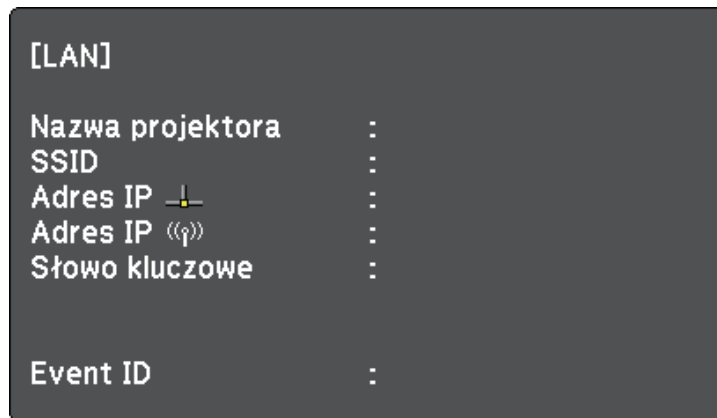 [LAN]
Nazwa projektora :
SSID :
Adres IP :
Adres IP :
Słowo kluczowe :
Event ID :